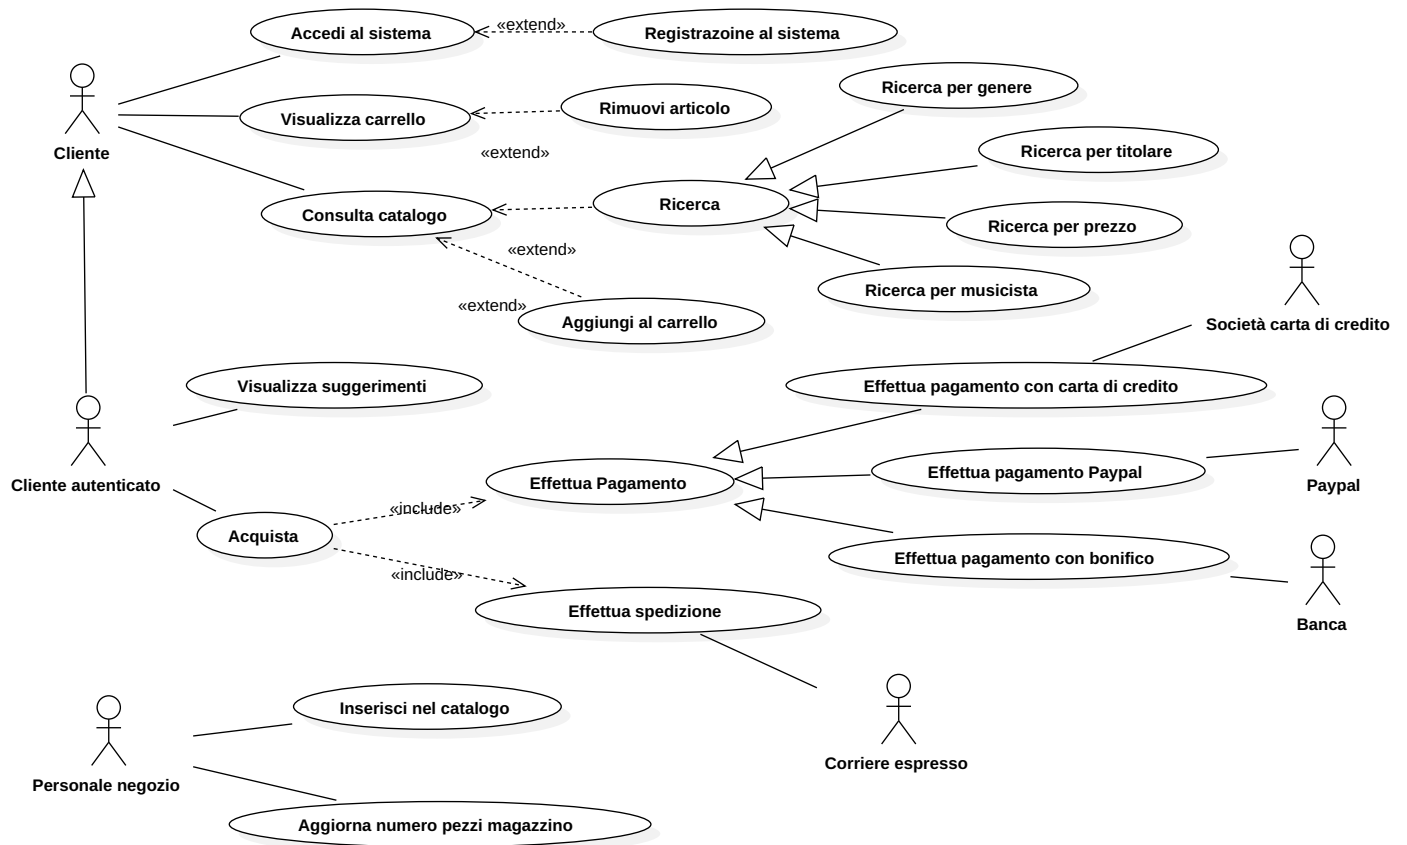 Accedi al sistema
«extend»
Registrazoine al sistema
Ricerca per genere
Visualizza carrello
Rimuovi articolo
Cliente
«extend»
Ricerca per titolare
Consulta catalogo
Ricerca
Ricerca per prezzo
«extend»
Ricerca per musicista
«extend»
Aggiungi al carrello
Società carta di credito
Visualizza suggerimenti
Effettua pagamento con carta di credito
Cliente autenticato
Effettua Pagamento
Effettua pagamento Paypal
Paypal
«include»
Acquista
Effettua pagamento con bonifico
«include»
Effettua spedizione
Banca
Inserisci nel catalogo
Corriere espresso
Personale negozio
Aggiorna numero pezzi magazzino